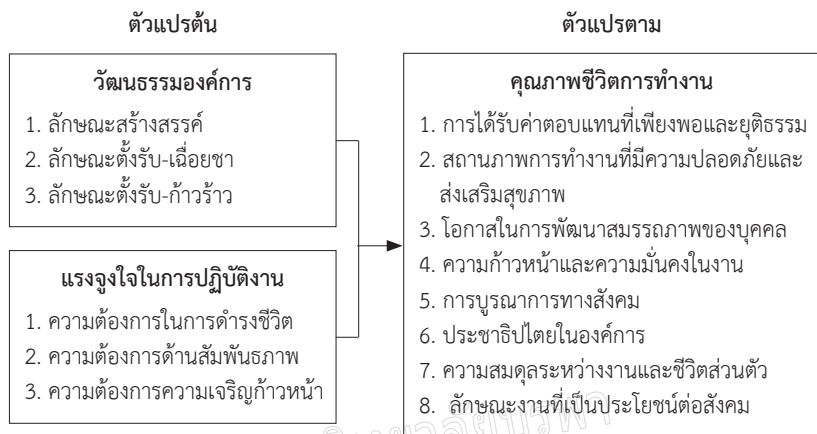 ตัวแปรต้น
วัฒนธรรมองค์การ
1. ลักษณะสร้างสรรค์
2. ลักษณะตั้งรับ-เฉื่อยชา
3. ลักษณะตั้งรับ-ก้าวร้าว
แรงจูงใจในการปฏิบัติงาน
1. ความต้องการในการดำรงชีวิต
2. ความต้องการด้านสัมพันธภาพ
3. ความต้องการความเจริญก้าวหน้า
ตัวแปรตาม
คุณภาพชีวิตการทำงาน
1. การได้รับค่าตอบแทนที่เพียงพอและยุติธรรม
2. สถานภาพการทำงานที่มีความปลอดภัยและ
ส่งเสริมสุขภาพ
3. โอกาสในการพัฒนาสมรรถภาพของบุคคล
4. ความก้าวหน้าและความมั่นคงในงาน
5. การบูรณาการทางสังคม
6. ประชาธิปไตยในองค์การ
7. ความสมดุลระหว่างงานและชีวิตส่วนตัว
8. ลักษณะงานที่เป็นประโยชน์ต่อสังคม